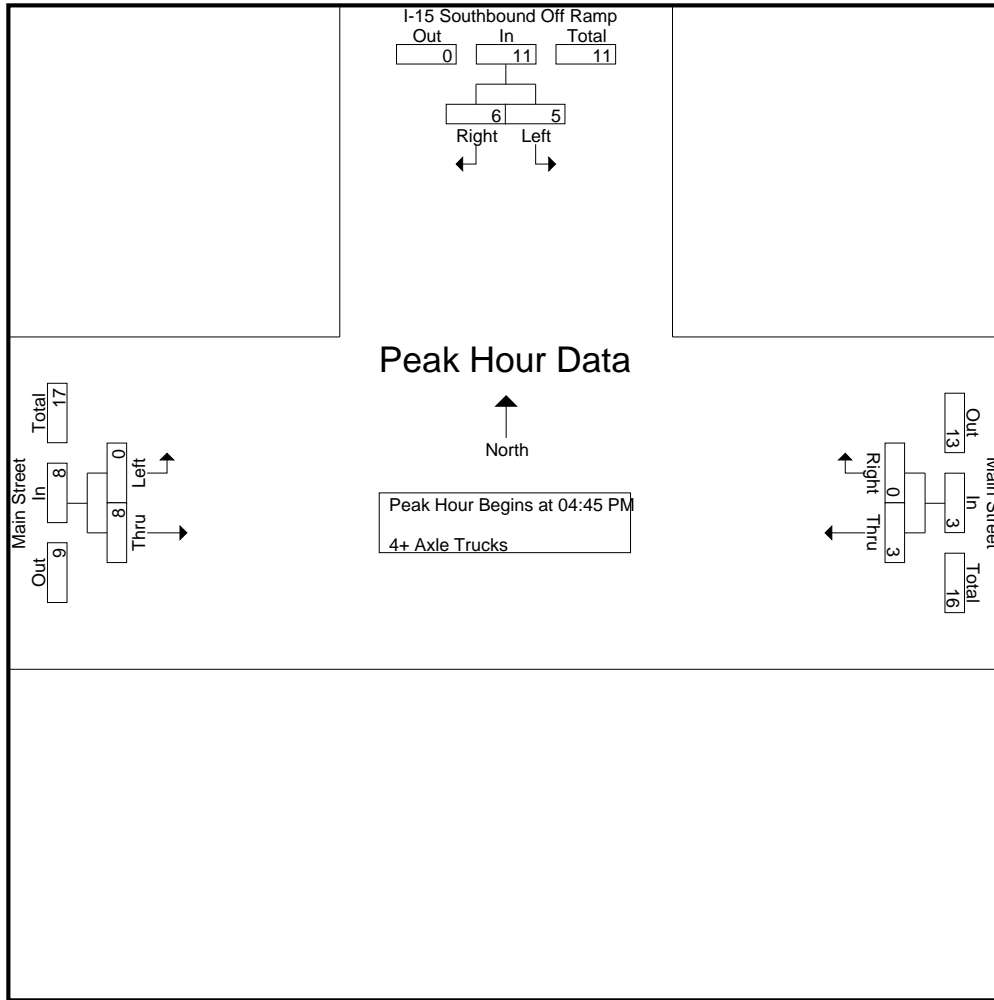 I-15 Southbound Off Ramp
Out In Total
0 11 11
6 5
Right Left
Peak Hour Data
North
Peak Hour Begins at 04:45 PM
4+ Axle Trucks
Main Street
Out In Total
9 8 17
8 0
Thru Left
Main Street
Out In Total
13 3 16
0 3
Right Thru